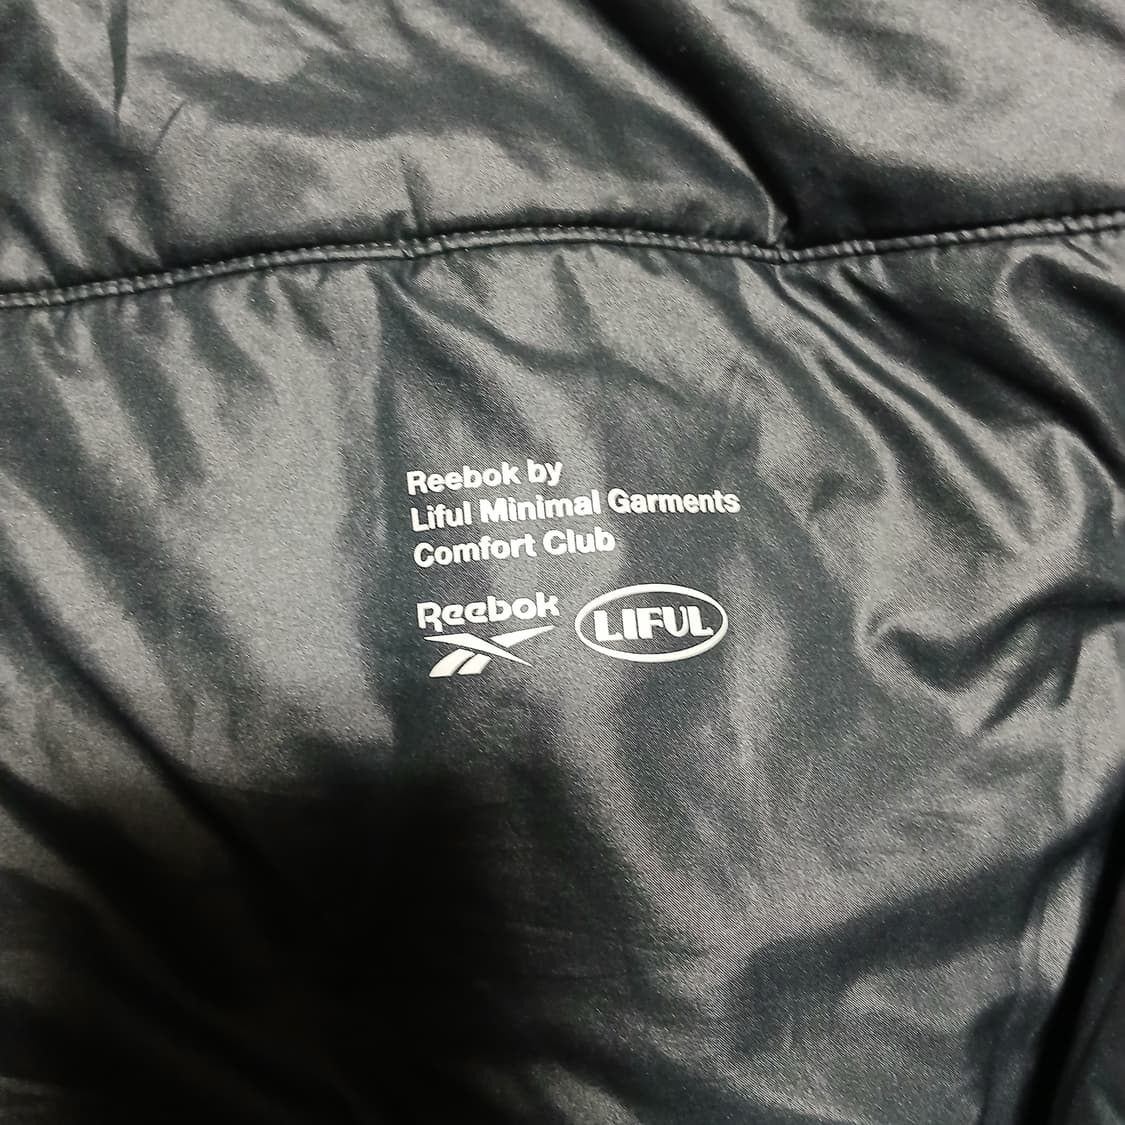 Reebok by
Liful Minimal Garments
Comfort Club
Reebok LIFUL